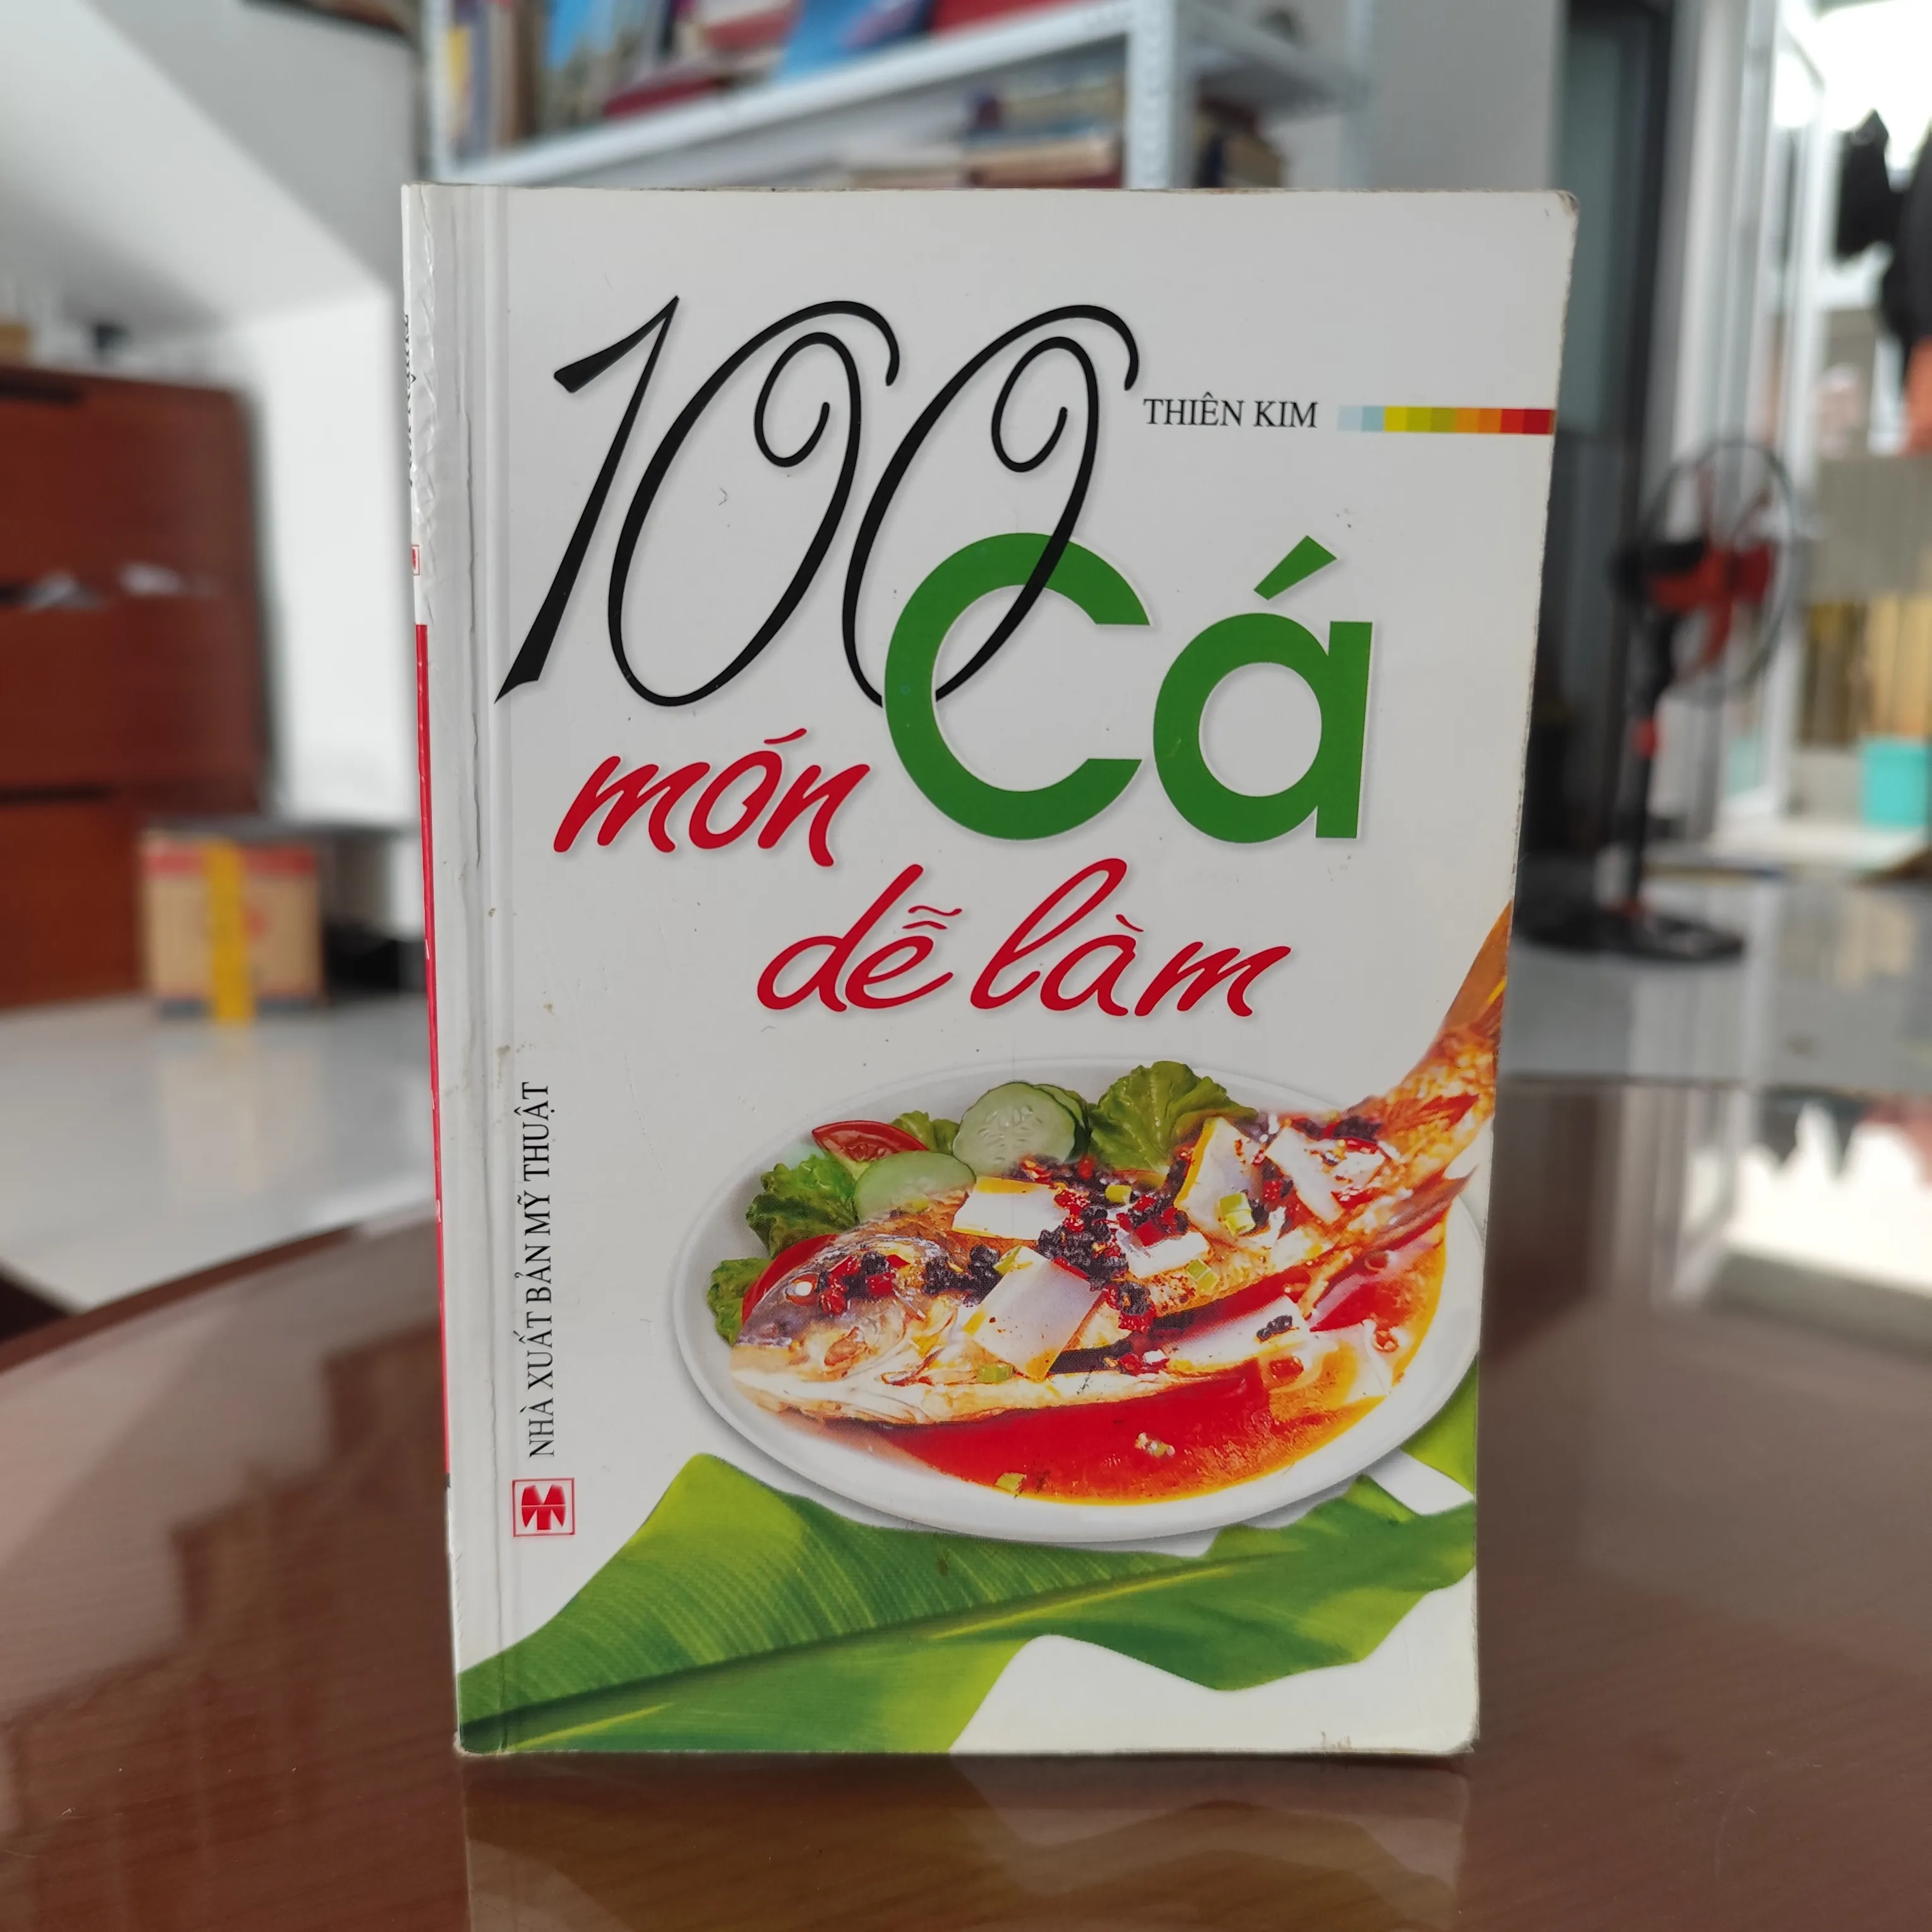 100
THIÊN KIM
món Cá
dễ làm
NHÀ XUẤT BẢN MỸ THUẬT